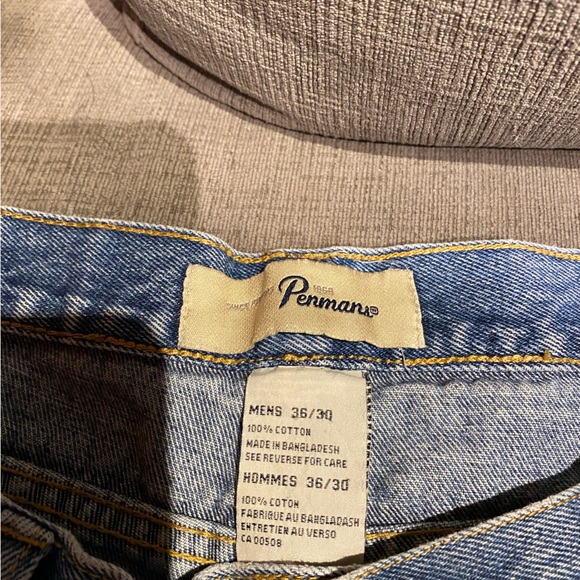 1868
Penmans
MENS 36/30
100% COTTON
MADE IN BANGLADESH
SEE REVERSE FOR CARE
HOMMES 36/30
100% COTON
FABRIQUE AU BANGLADASH
ENTRETIEN AU VERSO
CA 00508